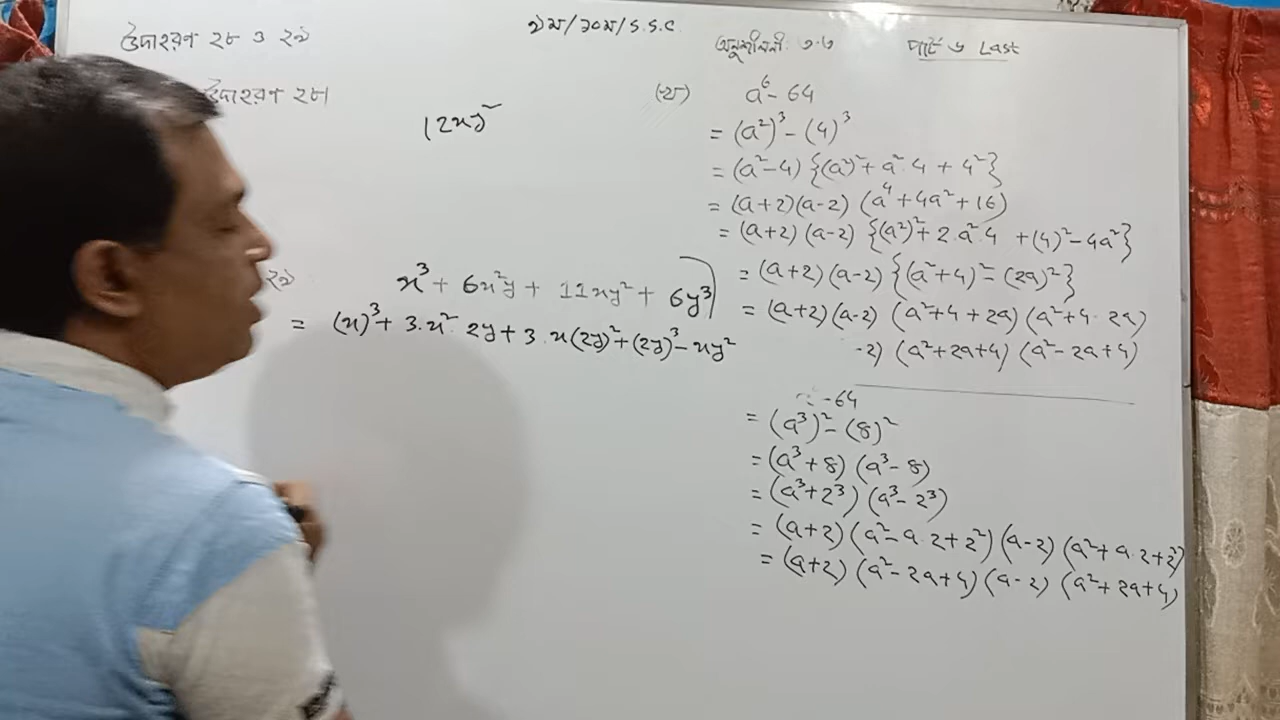 ৯ম/১০ম/S.S.C
উদাহরণ ২৮ ও ২৯
উদাহরণ ২৮
12xy²
২৯
x³ + 6x²y + 11xy² + 6y³
= (x)³ + 3.x².2y + 3.x(2y)² + (2y)³ - xy²
অনুশীলনী: ৩.৩
পার্ট ৬ Last
a⁶ - 64
= (a²)³ - (4)³
= (a²-4) {(a²)² + a².4 + 4²}
= (a+2)(a-2) (a⁴+4a²+16)
= (a+2) (a-2) {(a²)² + 2.a².4 + (4)² - 4a²}
= (a+2) (a-2) {(a²+4)² - (2a)²}
= (a+2) (a-2) (a²+4+2a) (a²+4-2a)
-2) (a²+2a+4) (a²-2a+4)
-64
= (a³)² - (8)²
= (a³+8) (a³-8)
= (a³+2³) (a³-2³)
= (a+2) (a²-a.2+2²) (a-2) (a²+a.2+2²)
= (a+2) (a²-2a+4) (a-2) (a²+2a+4)